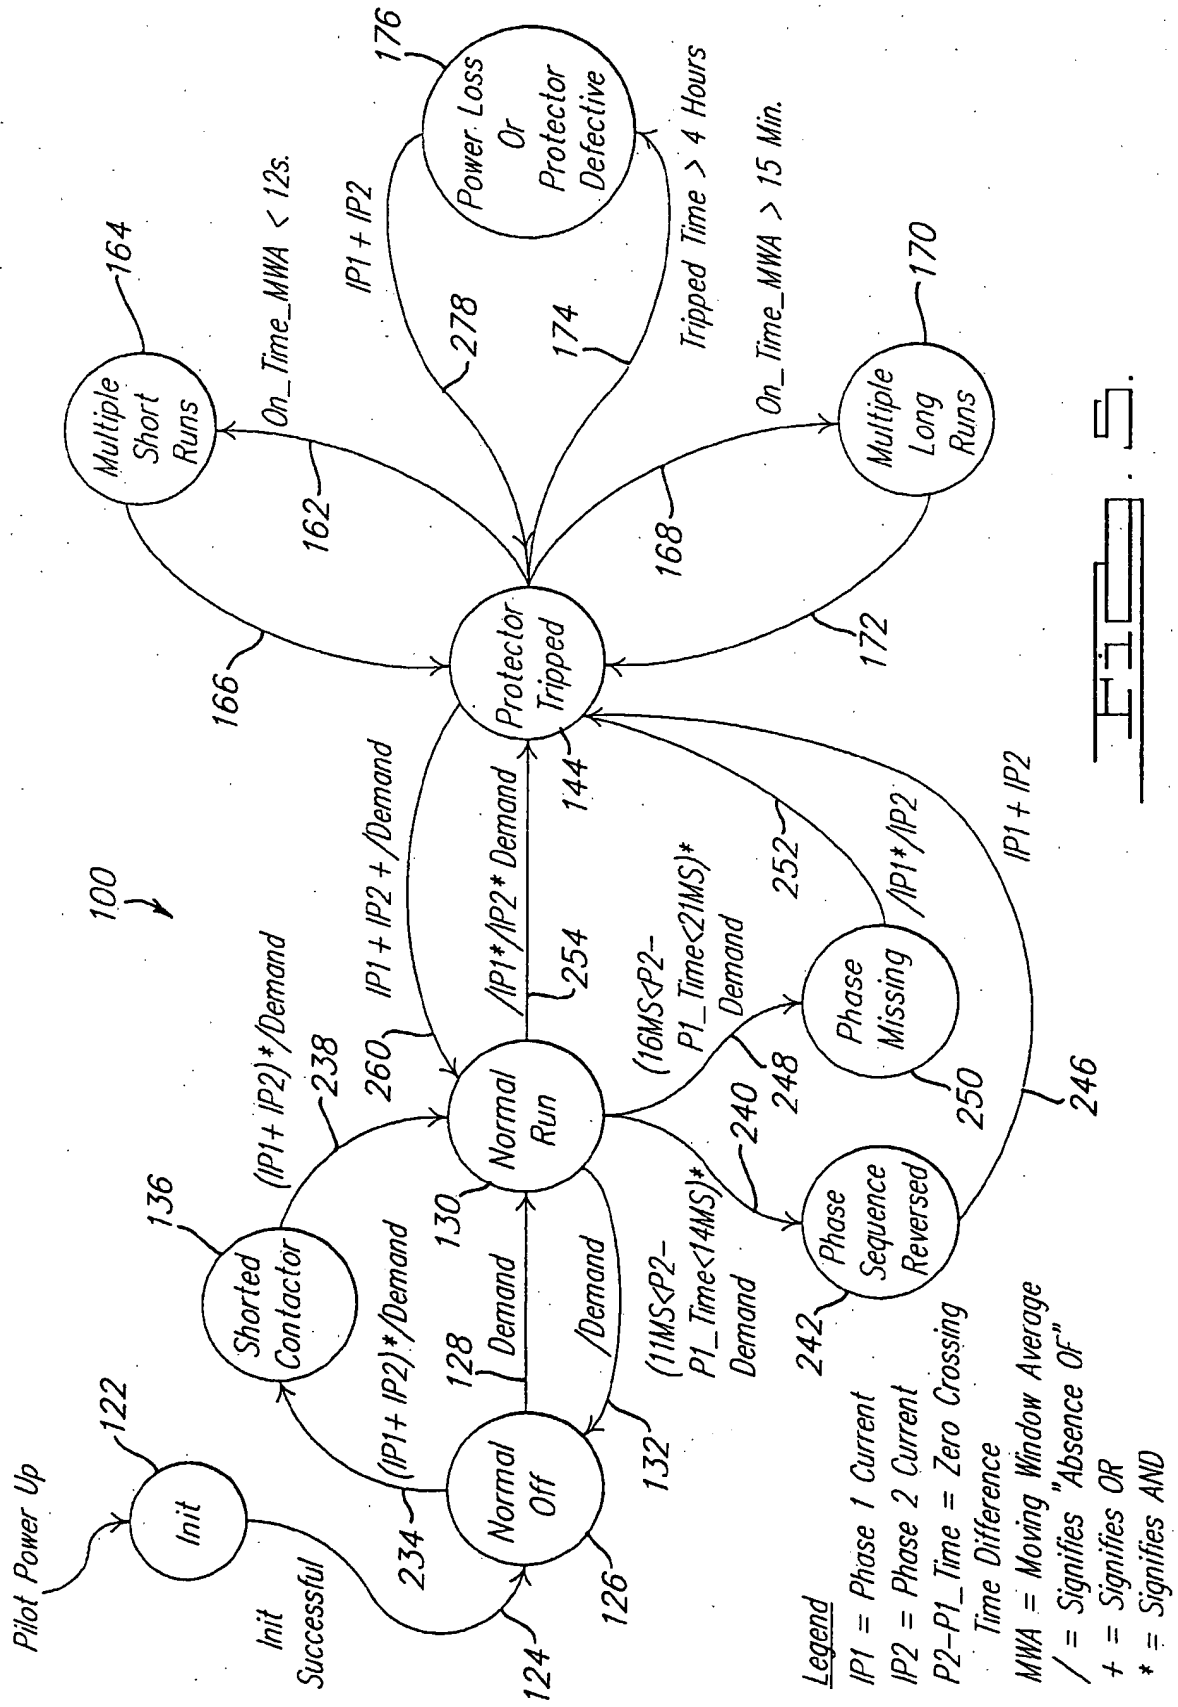 Pilot Power Up
122
Init
Init
Successful
124
100
136
Shorted
Contactor
(IP1+ IP2)*/Demand
238
234
(IP1+ IP2)*/Demand
Normal
Off
126
128
Demand
/Demand
132
130
Normal
Run
260
IP1 + IP2 + /Demand
/IP1*/IP2* Demand
254
144
Protector
Tripped
166
162
Multiple
Short
Runs
164
On_Time_MWA < 12s.
IP1 + IP2
278
176
Power Loss
Or
Protector
Defective
174
Tripped Time > 4 Hours
168
On_Time_MWA > 15 Min.
Multiple
Long
Runs
170
172
(11MS<P2-
P1_Time<14MS)*
Demand
240
242
Phase
Sequence
Reversed
246
IP1 + IP2
(16MS<P2-
P1_Time<21MS)*
Demand
248
Phase
Missing
250
252
/IP1*/IP2
Legend
IP1 = Phase 1 Current
IP2 = Phase 2 Current
P2-P1_Time = Zero Crossing
Time Difference
MWA = Moving Window Average
/ = Signifies "Absence OF"
+ = Signifies OR
* = Signifies AND
FIG. 5.